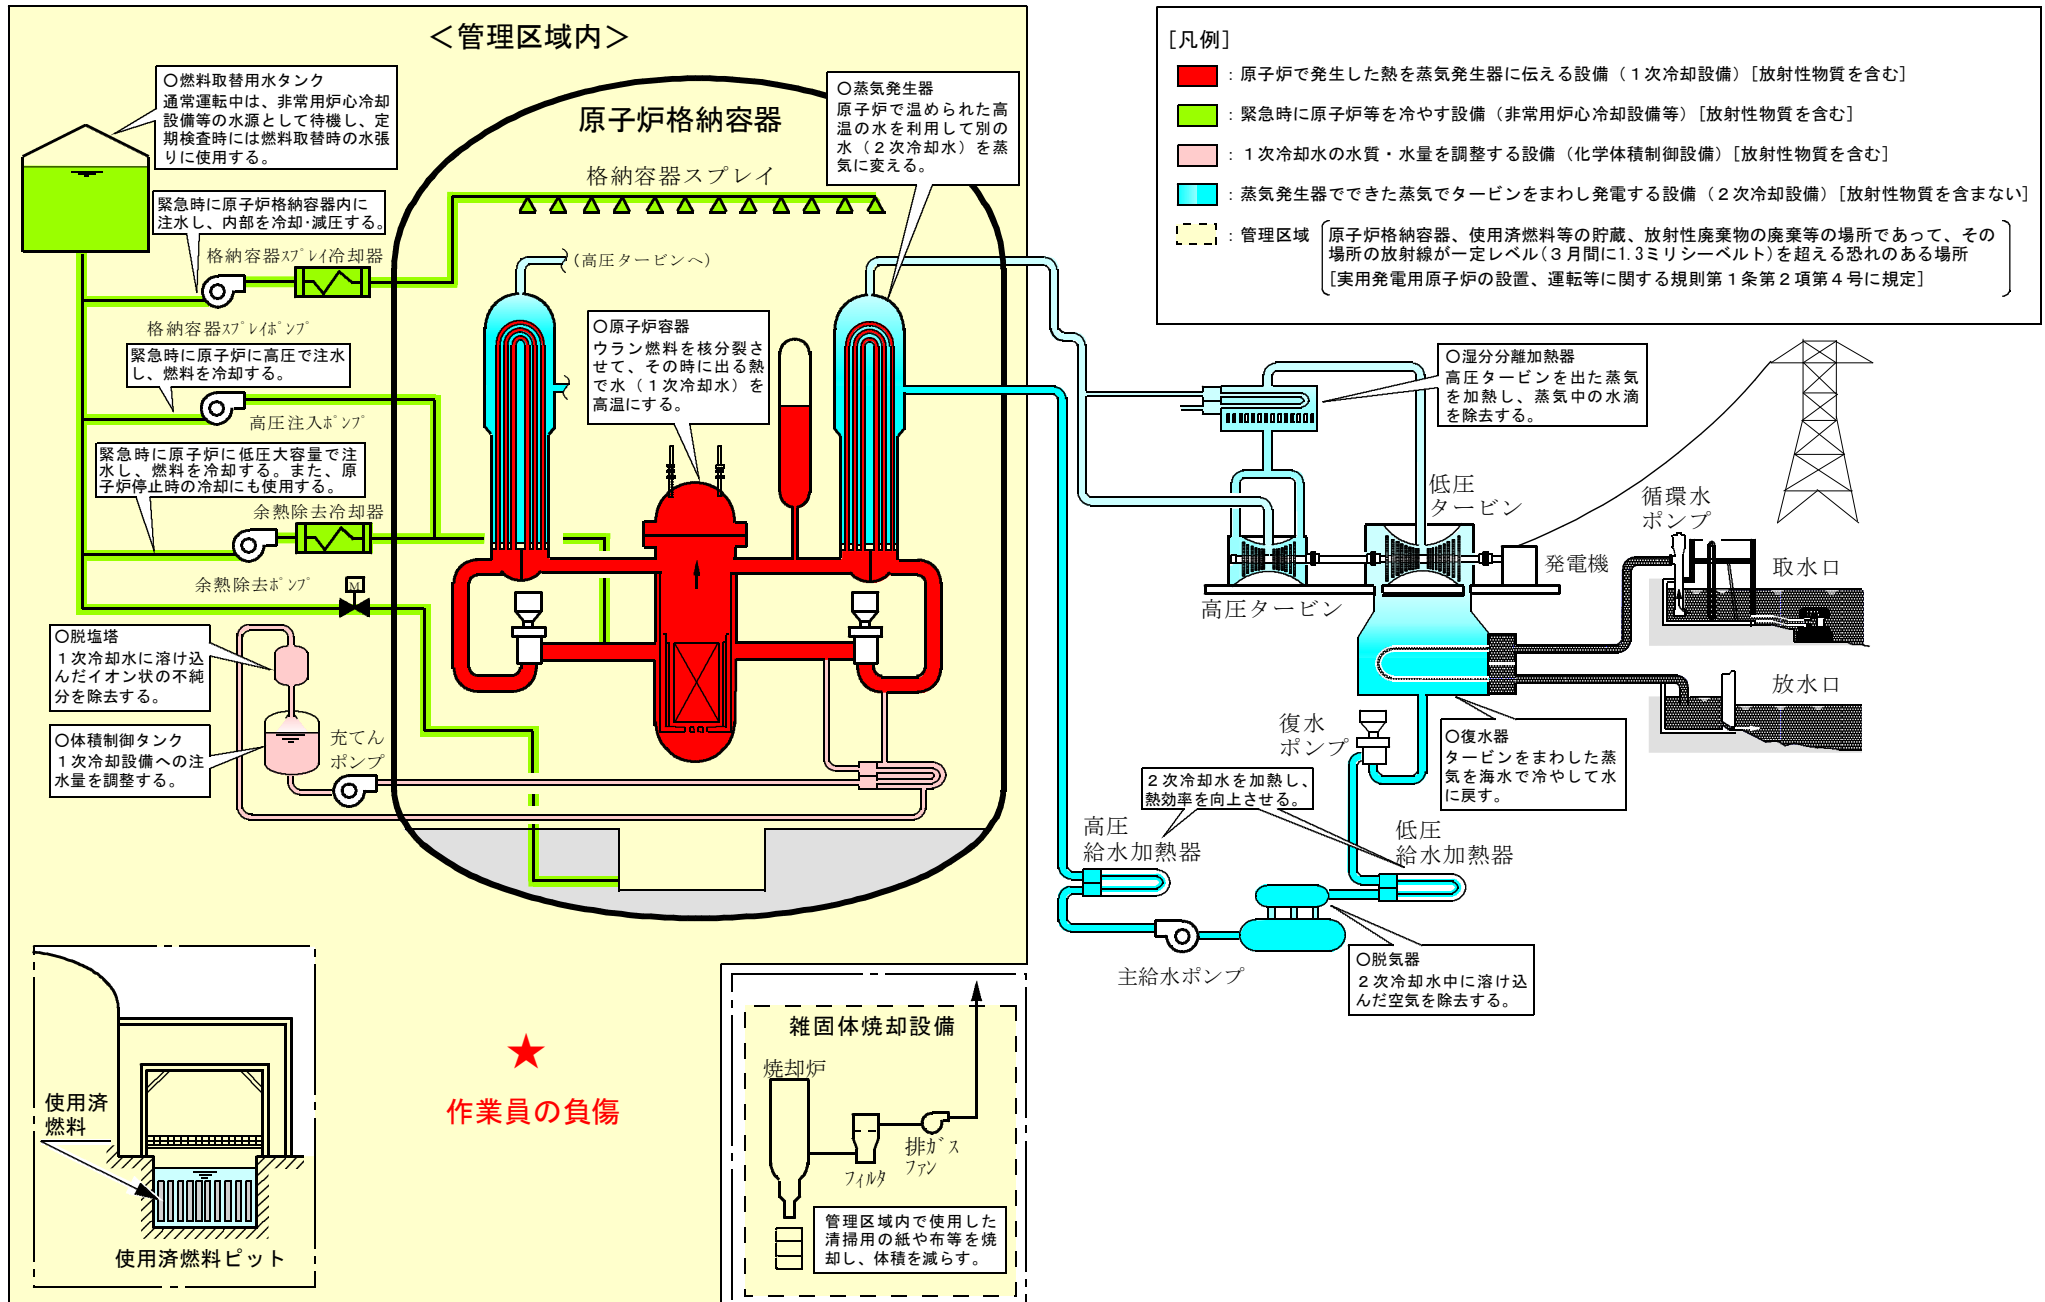 ＜管理区域内＞
○燃料取替用水タンク
通常運転中は、非常用炉心冷却
設備等の水源として待機し、定
期検査時には燃料取替時の水張
りに使用する。
緊急時に原子炉格納容器内に
注水し、内部を冷却･減圧する。
格納容器ｽﾌﾟﾚｲ冷却器
格納容器ｽﾌﾟﾚｲﾎﾟﾝﾌﾟ
緊急時に原子炉に高圧で注水
し、燃料を冷却する。
高圧注入ﾎﾟﾝﾌﾟ
緊急時に原子炉に低圧大容量で注
水し、燃料を冷却する。また、原
子炉停止時の冷却にも使用する。
余熱除去冷却器
余熱除去ﾎﾟﾝﾌﾟ
M
○脱塩塔
１次冷却水に溶け込
んだイオン状の不純
分を除去する。
○体積制御タンク
１次冷却設備への注
水量を調整する。
充てん
ポンプ
原子炉格納容器
格納容器スプレイ
(高圧タービンへ)
○蒸気発生器
原子炉で温められた高
温の水を利用して別の
水（２次冷却水）を蒸
気に変える。
○原子炉容器
ウラン燃料を核分裂さ
せて、その時に出る熱
で水（１次冷却水）を
高温にする。
[凡例]
：原子炉で発生した熱を蒸気発生器に伝える設備（１次冷却設備）[放射性物質を含む]
：緊急時に原子炉等を冷やす設備（非常用炉心冷却設備等）[放射性物質を含む]
：１次冷却水の水質・水量を調整する設備（化学体積制御設備）[放射性物質を含む]
：蒸気発生器でできた蒸気でタービンをまわし発電する設備（２次冷却設備）[放射性物質を含まない]
：管理区域
原子炉格納容器、使用済燃料等の貯蔵、放射性廃棄物の廃棄等の場所であって、その
場所の放射線が一定レベル(３月間に1.3ミリシーベルト)を超える恐れのある場所
[実用発電用原子炉の設置、運転等に関する規則第１条第２項第４号に規定]
○湿分分離加熱器
高圧タービンを出た蒸気
を加熱し、蒸気中の水滴
を除去する。
低圧
タービン
高圧タービン
発電機
循環水
ポンプ
取水口
放水口
復水
ポンプ
○復水器
タービンをまわした蒸
気を海水で冷やして水
に戻す。
２次冷却水を加熱し、
熱効率を向上させる。
高圧
給水加熱器
低圧
給水加熱器
主給水ポンプ
○脱気器
２次冷却水中に溶け込
んだ空気を除去する。
使用済
燃料
使用済燃料ピット
★
作業員の負傷
雑固体焼却設備
焼却炉
ﾌｨﾙﾀ
排ｶﾞｽ
ﾌｧﾝ
管理区域内で使用した
清掃用の紙や布等を焼
却し、体積を減らす。